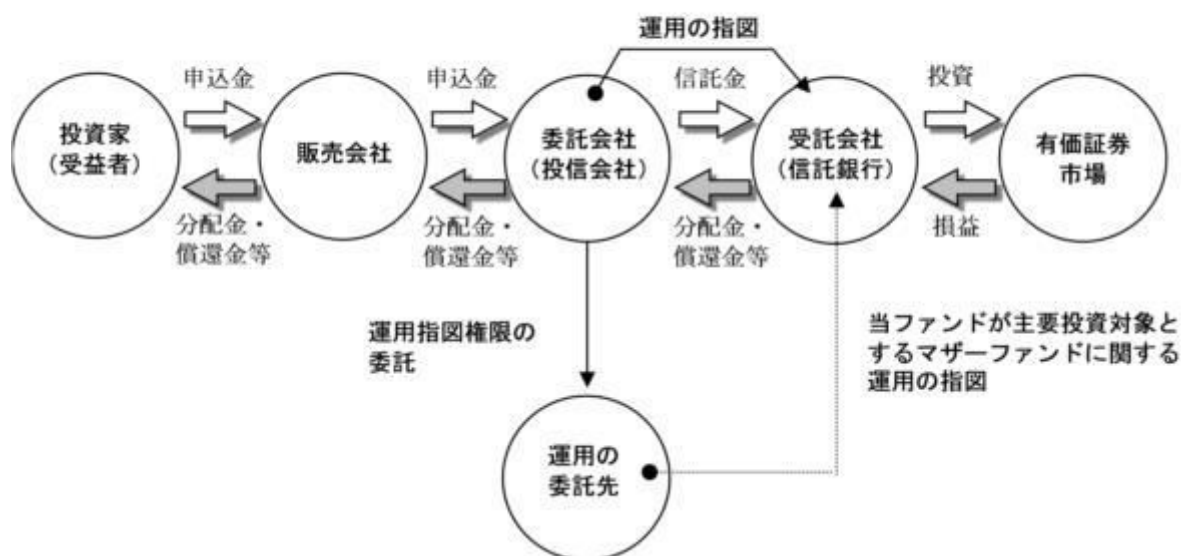 運用の指図
申込金
申込金
信託金
投資
投資家
（受益者）
販売会社
委託会社
（投信会社）
受託会社
（信託銀行）
有価証券
市場
分配金・
償還金等
分配金・
償還金等
分配金・
償還金等
損益
運用指図権限の
委託
当ファンドが主要投資対象と
するマザーファンドに関する
運用の指図
運用の
委託先